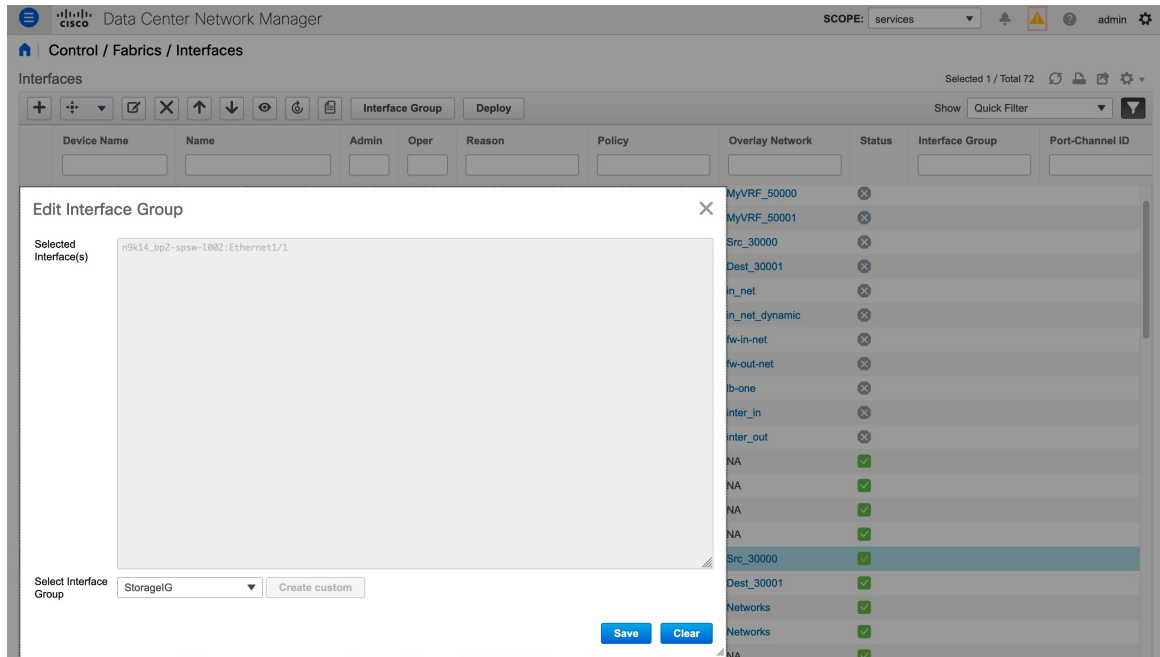 cisco Data Center Network Manager SCOPE: services admin
Control / Fabrics / Interfaces
Interfaces Selected 1 / Total 72
Interface Group Deploy Show Quick Filter
Device Name Name Admin Oper Reason Policy Overlay Network Status Interface Group Port-Channel ID
MyVRF_50000
Edit Interface Group
MyVRF_50001
Selected
Interface(s)
n9k14_bp2-spsw-l002:Ethernet1/1
Src_30000
Dest_30001
in_net
in_net_dynamic
fw-in-net
fw-out-net
lb-one
inter_in
inter_out
NA
NA
NA
NA
Src_30000
Select Interface
Group
StorageIG Create custom
Dest_30001
Networks
Save Clear
Networks
NA